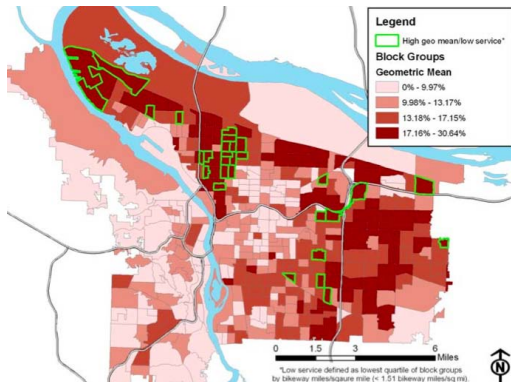 Legend
High geo mean/low service*
Block Groups
Geometric Mean
0% - 9.97%
9.98% - 13.17%
13.18% - 17.15%
17.16% - 30.64%
0 1.5 3 6
Miles
*Low service defined as lowest quartile of block groups
by bikeway miles/sqaure mile (< 1.51 bikeway miles/sq mi).
N